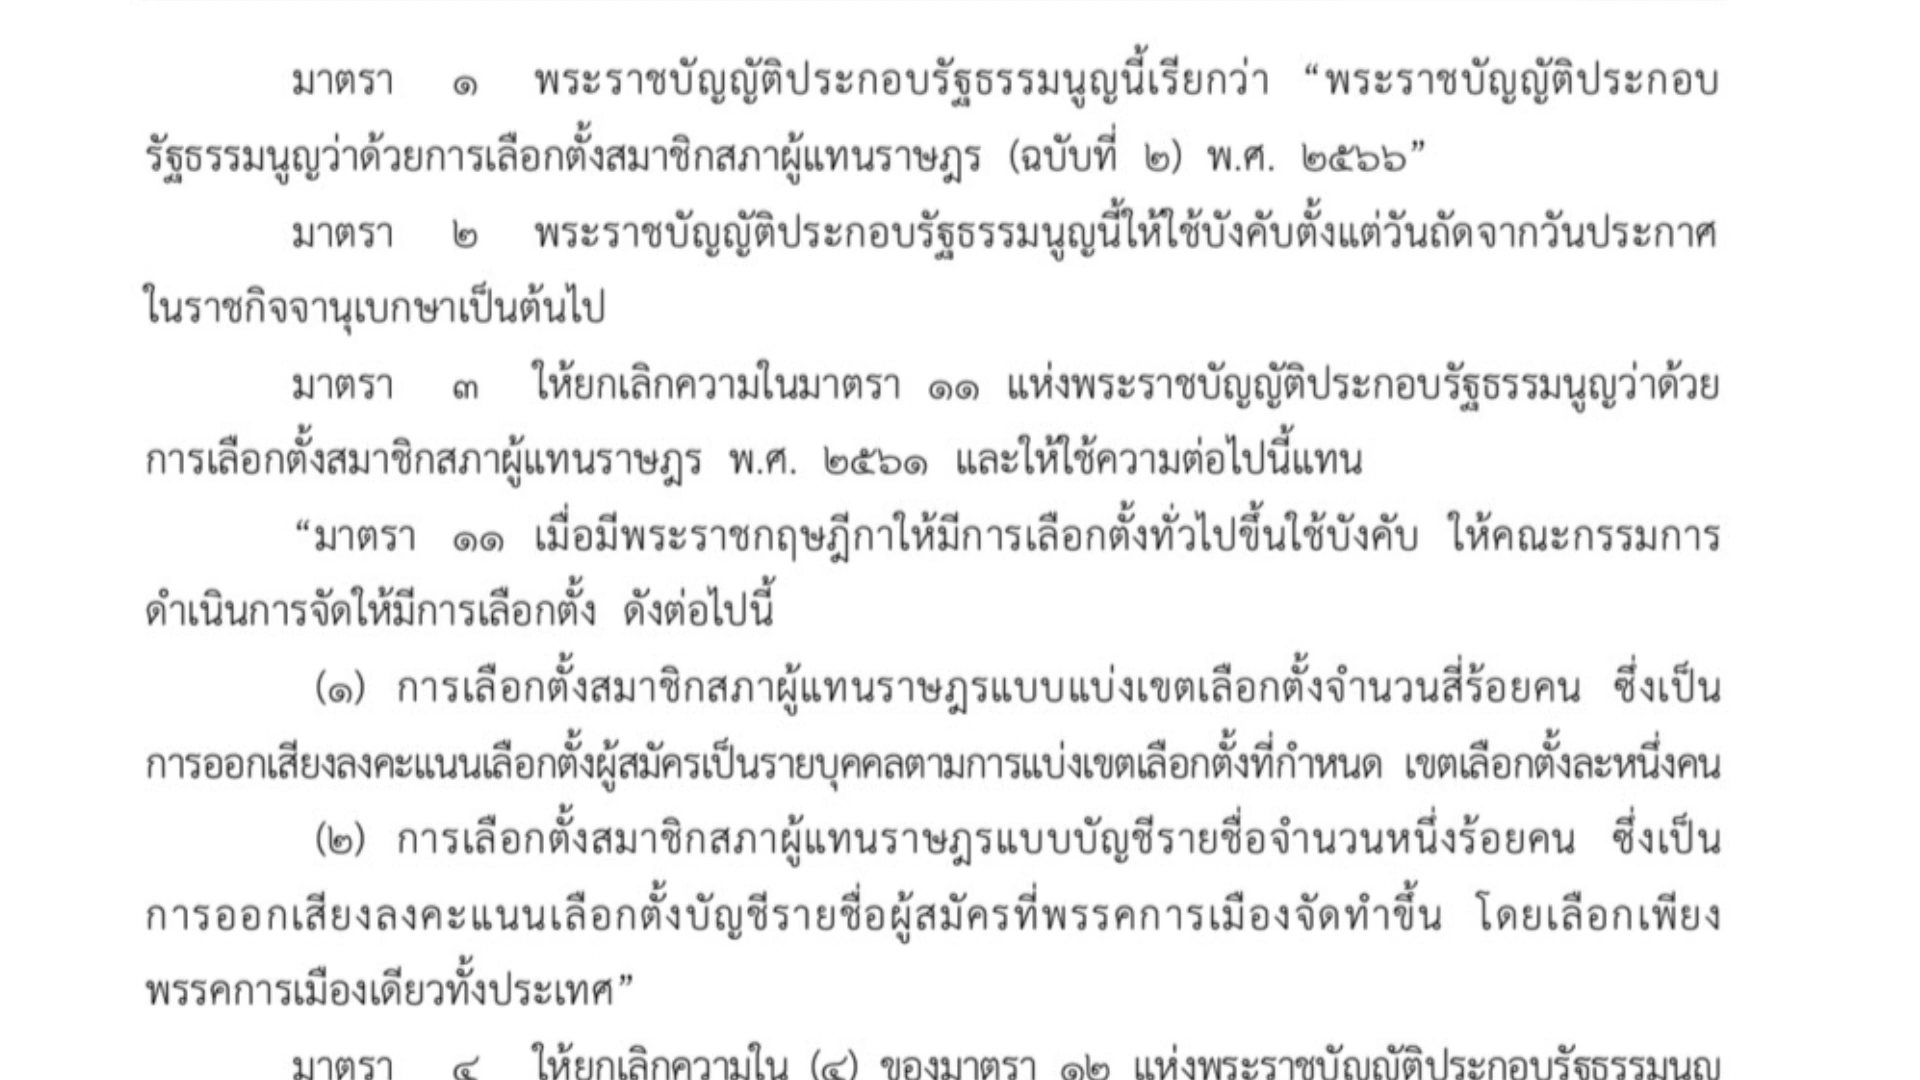 มาตรา ๑ พระราชบัญญัติประกอบรัฐธรรมนูญนี้เรียกว่า “พระราชบัญญัติประกอบ
รัฐธรรมนูญว่าด้วยการเลือกตั้งสมาชิกสภาผู้แทนราษฎร (ฉบับที่ ๒) พ.ศ. ๒๕๖๖”
มาตรา ๒ พระราชบัญญัติประกอบรัฐธรรมนูญนี้ให้ใช้บังคับตั้งแต่วันถัดจากวันประกาศ
ในราชกิจจานุเบกษาเป็นต้นไป
มาตรา ๓ ให้ยกเลิกความในมาตรา ๑๑ แห่งพระราชบัญญัติประกอบรัฐธรรมนูญว่าด้วย
การเลือกตั้งสมาชิกสภาผู้แทนราษฎร พ.ศ. ๒๕๖๑ และให้ใช้ความต่อไปนี้แทน
“มาตรา ๑๑ เมื่อมีพระราชกฤษฎีกาให้มีการเลือกตั้งทั่วไปขึ้นใช้บังคับ ให้คณะกรรมการ
ดำเนินการจัดให้มีการเลือกตั้ง ดังต่อไปนี้
(๑) การเลือกตั้งสมาชิกสภาผู้แทนราษฎรแบบแบ่งเขตเลือกตั้งจำนวนสี่ร้อยคน ซึ่งเป็น
การออกเสียงลงคะแนนเลือกตั้งผู้สมัครเป็นรายบุคคลตามการแบ่งเขตเลือกตั้งที่กำหนด เขตเลือกตั้งละหนึ่งคน
(๒) การเลือกตั้งสมาชิกสภาผู้แทนราษฎรแบบบัญชีรายชื่อจำนวนหนึ่งร้อยคน ซึ่งเป็น
การออกเสียงลงคะแนนเลือกตั้งบัญชีรายชื่อผู้สมัครที่พรรคการเมืองจัดทำขึ้น โดยเลือกเพียง
พรรคการเมืองเดียวทั้งประเทศ”
มาตรา ๔ ให้ยกเลิกความใน (๔) ของมาตรา ๑๒ แห่งพระราชบัญญัติประกอบรัฐธรรมนูญ